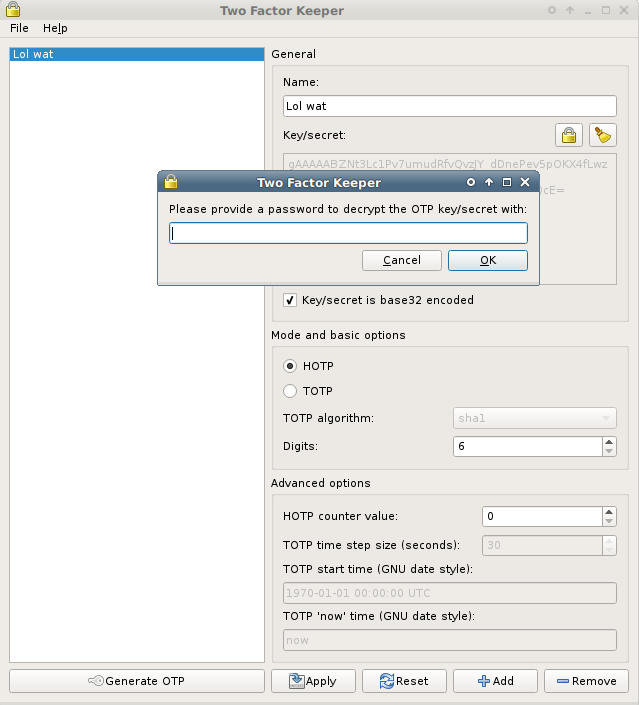 Two Factor Keeper
File Help
Lol wat
General
Name:
Lol wat
Key/secret:
Two Factor Keeper
Please provide a password to decrypt the OTP key/secret with:
Cancel OK
Key/secret is base32 encoded
Mode and basic options
HOTP
TOTP
TOTP algorithm: sha1
Digits: 6
Advanced options
HOTP counter value: 0
TOTP time step size (seconds): 30
TOTP start time (GNU date style):
1970-01-01 00:00:00 UTC
TOTP 'now' time (GNU date style):
now
Generate OTP Apply Reset Add Remove